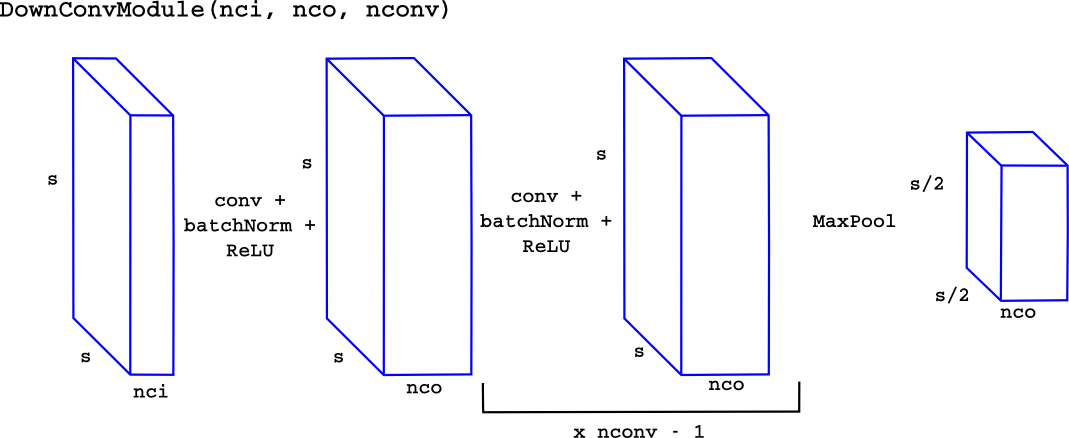 DownConvModule(nci, nco, nconv)
s
s
nci
conv +
batchNorm +
ReLU
s
s
nco
conv +
batchNorm +
ReLU
s
s
nco
x nconv - 1
MaxPool
s/2
s/2
nco